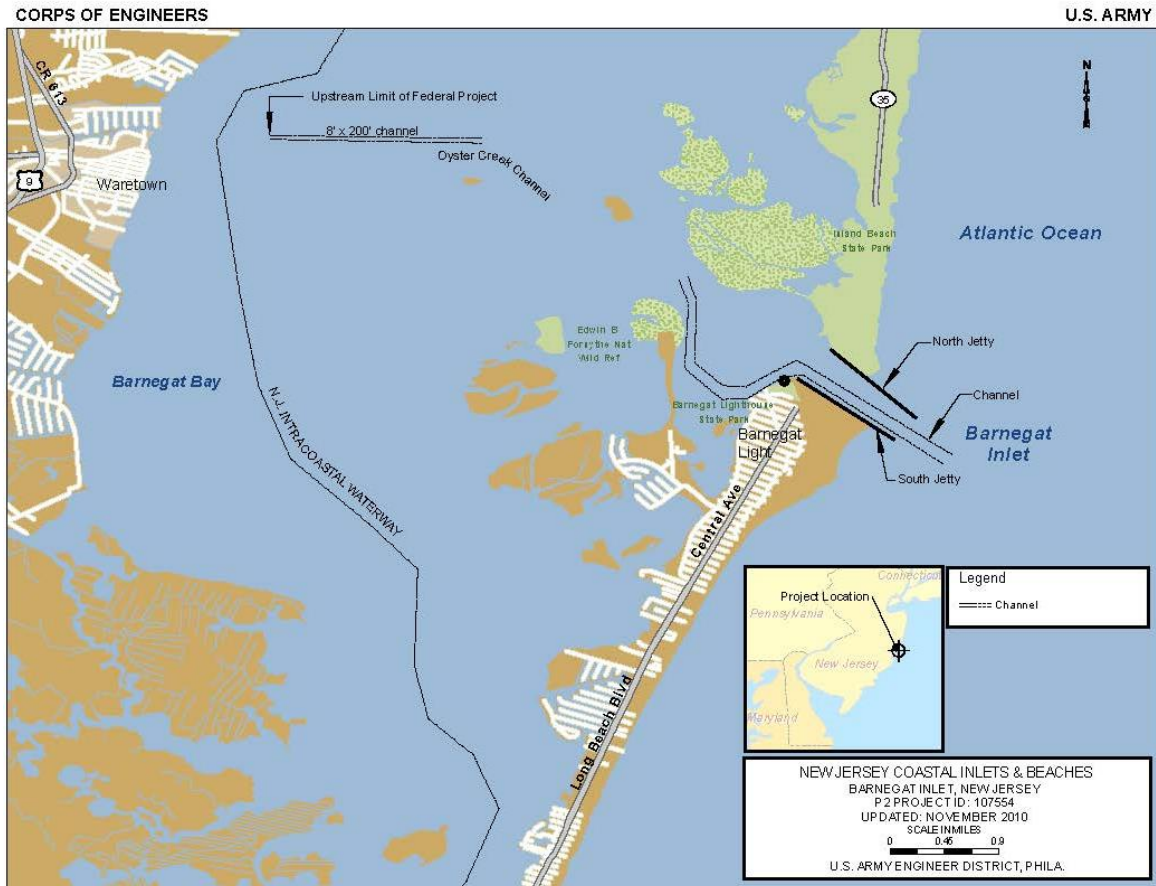 CORPS OF ENGINEERS
U.S. ARMY
CR 613
N
Upstream Limit of Federal Project
35
8' x 200' channel
Oyster Creek Channel
9
Waretown
Atlantic Ocean
Island Beach
State Park
Edwin B
Forsythe Nat
Wild Ref
North Jetty
Barnegat Bay
Channel
Barnegat Lighthouse
State Park
Barnegat
Light
Barnegat
Inlet
South Jetty
N.J. INTRACOASTAL WATERWAY
Central Ave
Long Beach Blvd
Connecticut
Project Location
Pennsylvania
New Jersey
Maryland
Legend
Channel
NEW JERSEY COASTAL INLETS & BEACHES
BARNEGAT INLET, NEW JERSEY
P2 PROJECT ID: 107554
UPDATED: NOVEMBER 2010
SCALE IN MILES
0 0.45 0.9
U.S. ARMY ENGINEER DISTRICT, PHILA.